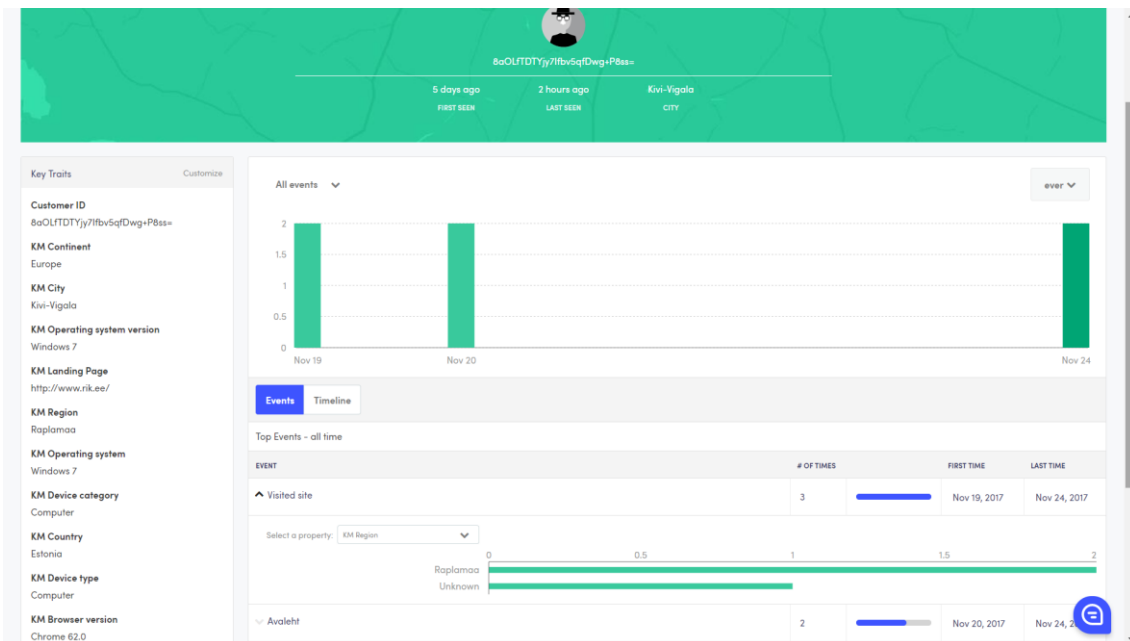 8aOLfTDTYjy7lfbv5qfDwg+P8ss=
5 days ago 2 hours ago Kivi-Vigala
FIRST SEEN LAST SEEN CITY
Key Traits Customize
Customer ID
8aOLfTDTYjy7lfbv5qfDwg+P8ss=
KM Continent
Europe
KM City
Kivi-Vigala
KM Operating system version
Windows 7
KM Landing Page
http://www.rik.ee/
KM Region
Raplamaa
KM Operating system
Windows 7
KM Device category
Computer
KM Country
Estonia
KM Device type
Computer
KM Browser version
Chrome 62.0
All events ever
2
1.5
1
0.5
0
Nov 19 Nov 20 Nov 24
Events Timeline
Top Events - all time
EVENT # OF TIMES FIRST TIME LAST TIME
Visited site 3 Nov 19, 2017 Nov 24, 2017
Select a property: KM Region
0 0.5 1 1.5 2
Raplamaa
Unknown
Avaleht 2 Nov 20, 2017 Nov 24, 2